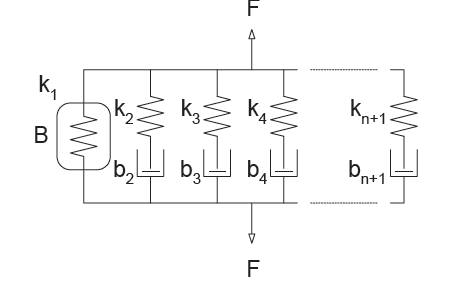 F
k₁
k₂ k₃ k₄ kₙ₊₁
B
b₂ b₃ b₄ bₙ₊₁
F